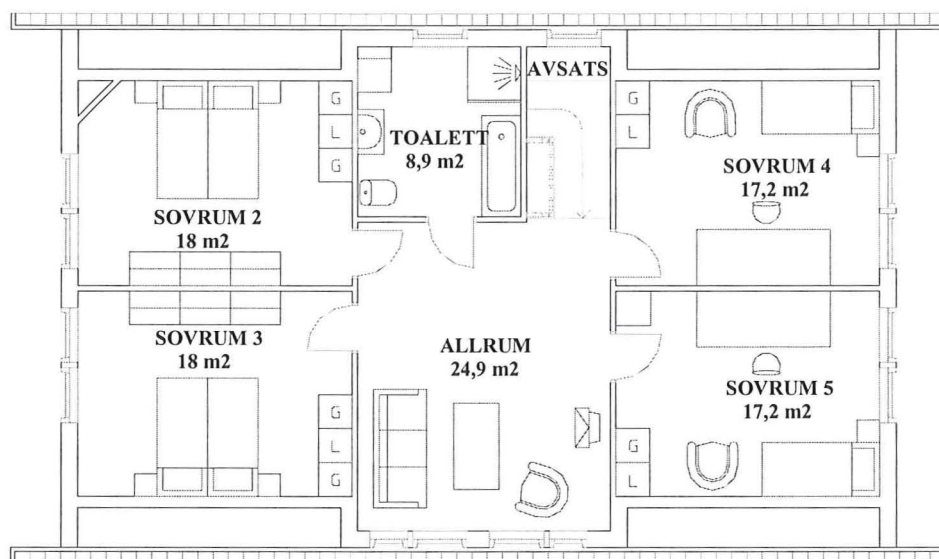 AVSATS
G
L
G
TOALETT
8,9 m2
G
L
SOVRUM 4
17,2 m2
SOVRUM 2
18 m2
SOVRUM 3
18 m2
ALLRUM
24,9 m2
SOVRUM 5
17,2 m2
G
L
G
G
L